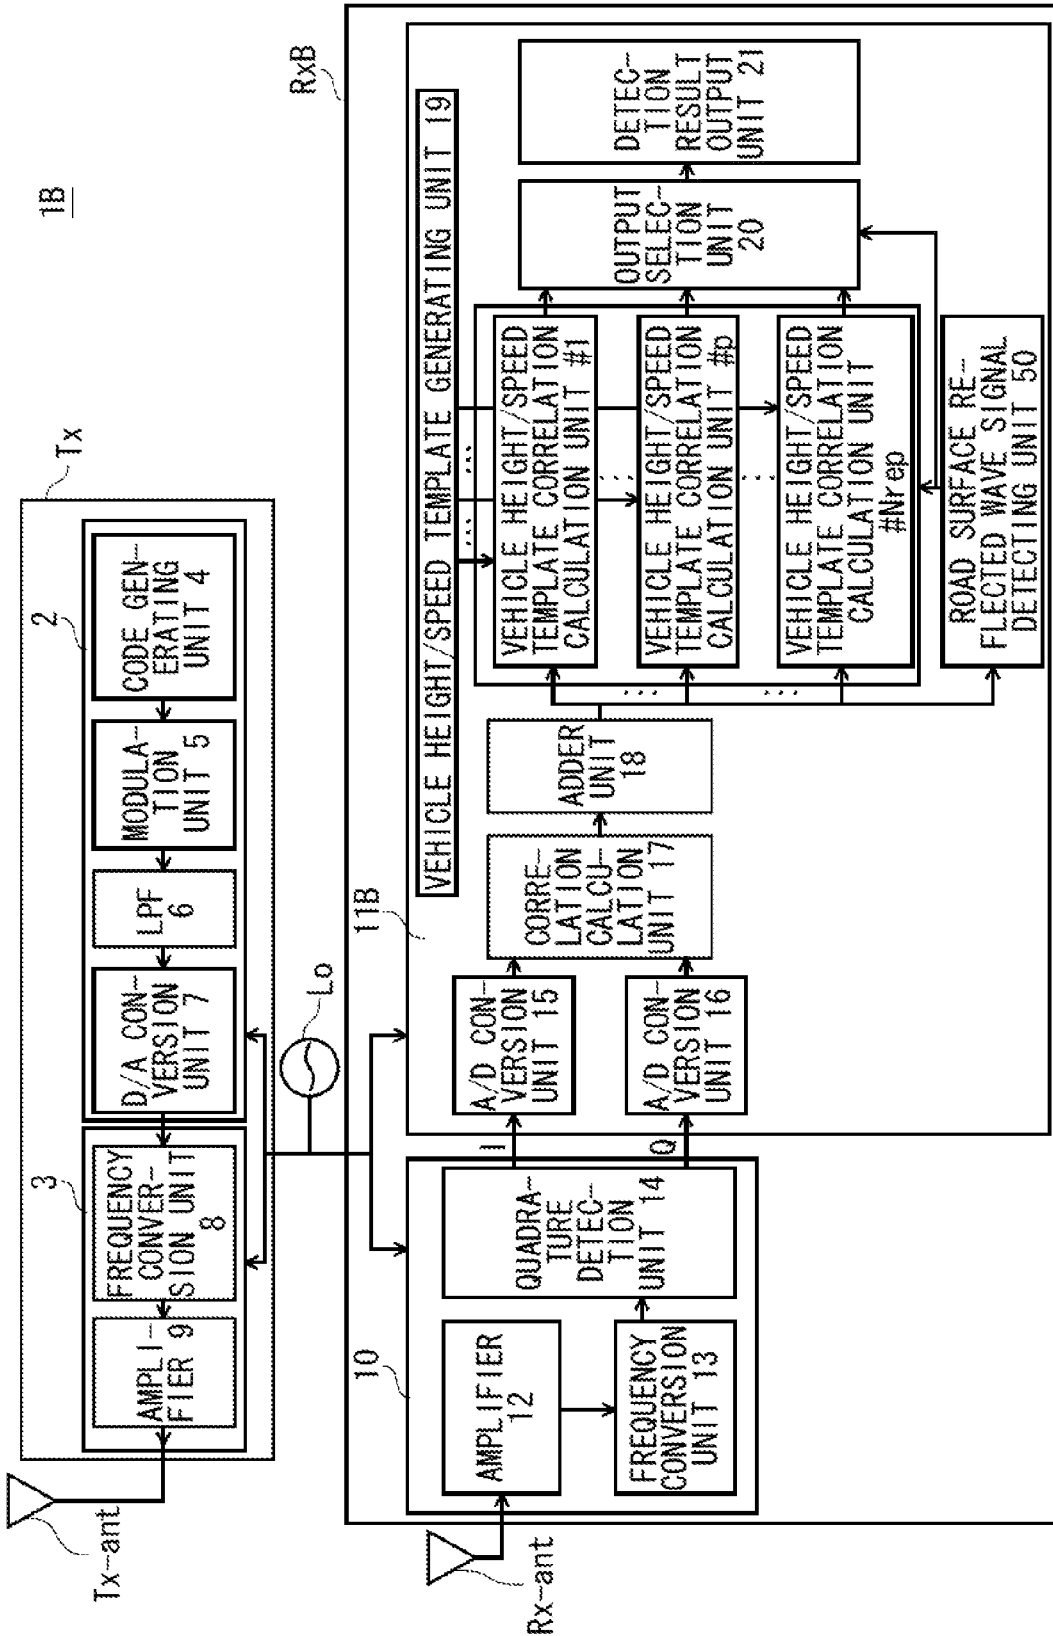 1B
Tx
2
CODE GEN-
ERATING
UNIT 4
MODULA-
TION
UNIT 5
LPF
6
D/A CON-
VERSION
UNIT 7
3
FREQUENCY
CONVER-
SION UNIT
8
AMPLI-
FIER 9
Tx-ant
Lo
RxB
Rx-ant
10
AMPLIFIER
12
FREQUENCY
CONVERSION
UNIT 13
QUADRA-
TURE
DETEC-
TION
UNIT 14
I
Q
11B
A/D CON-
VERSION
UNIT 15
A/D CON-
VERSION
UNIT 16
CORRE-
LATION
CALCU-
LATION
UNIT 17
ADDER
UNIT
18
VEHICLE HEIGHT/SPEED TEMPLATE GENERATING UNIT 19
VEHICLE HEIGHT/SPEED
TEMPLATE CORRELATION
CALCULATION UNIT #1
VEHICLE HEIGHT/SPEED
TEMPLATE CORRELATION
CALCULATION UNIT #p
VEHICLE HEIGHT/SPEED
TEMPLATE CORRELATION
CALCULATION UNIT
#Nrep
ROAD SURFACE RE-
FLECTED WAVE SIGNAL
DETECTING UNIT 50
OUTPUT
SELEC-
TION
UNIT
20
DETEC-
TION
RESULT
OUTPUT
UNIT 21